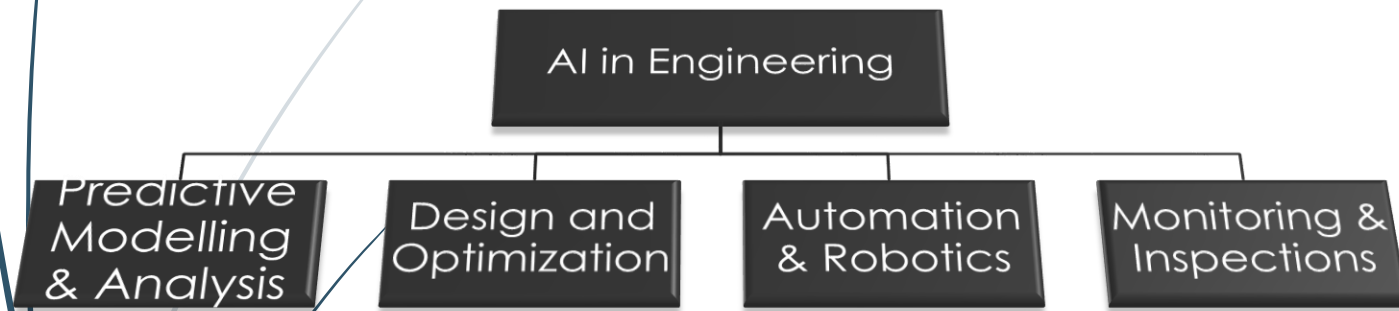 AI in Engineering
Predictive
Modelling
& Analysis
Design and
Optimization
Automation
& Robotics
Monitoring &
Inspections